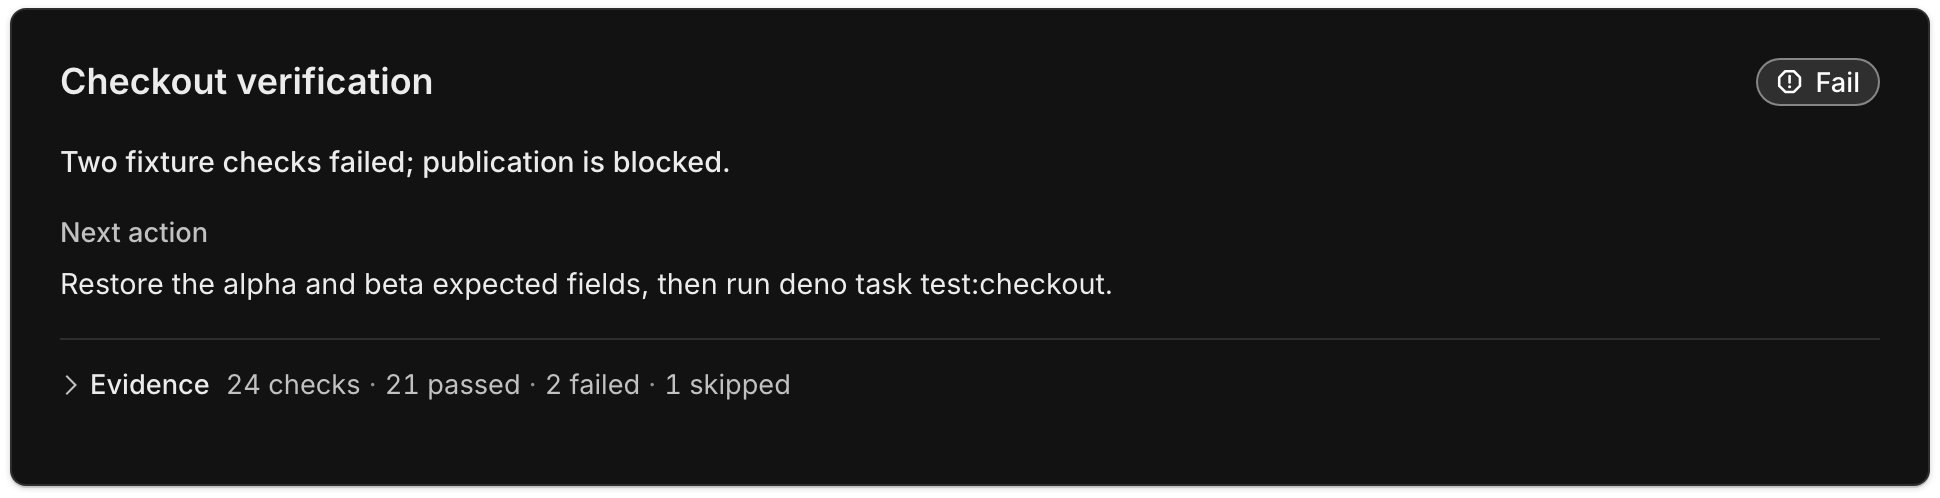 Checkout verification
Fail
Two fixture checks failed; publication is blocked.
Next action
Restore the alpha and beta expected fields, then run deno task test:checkout.
Evidence 24 checks · 21 passed · 2 failed · 1 skipped